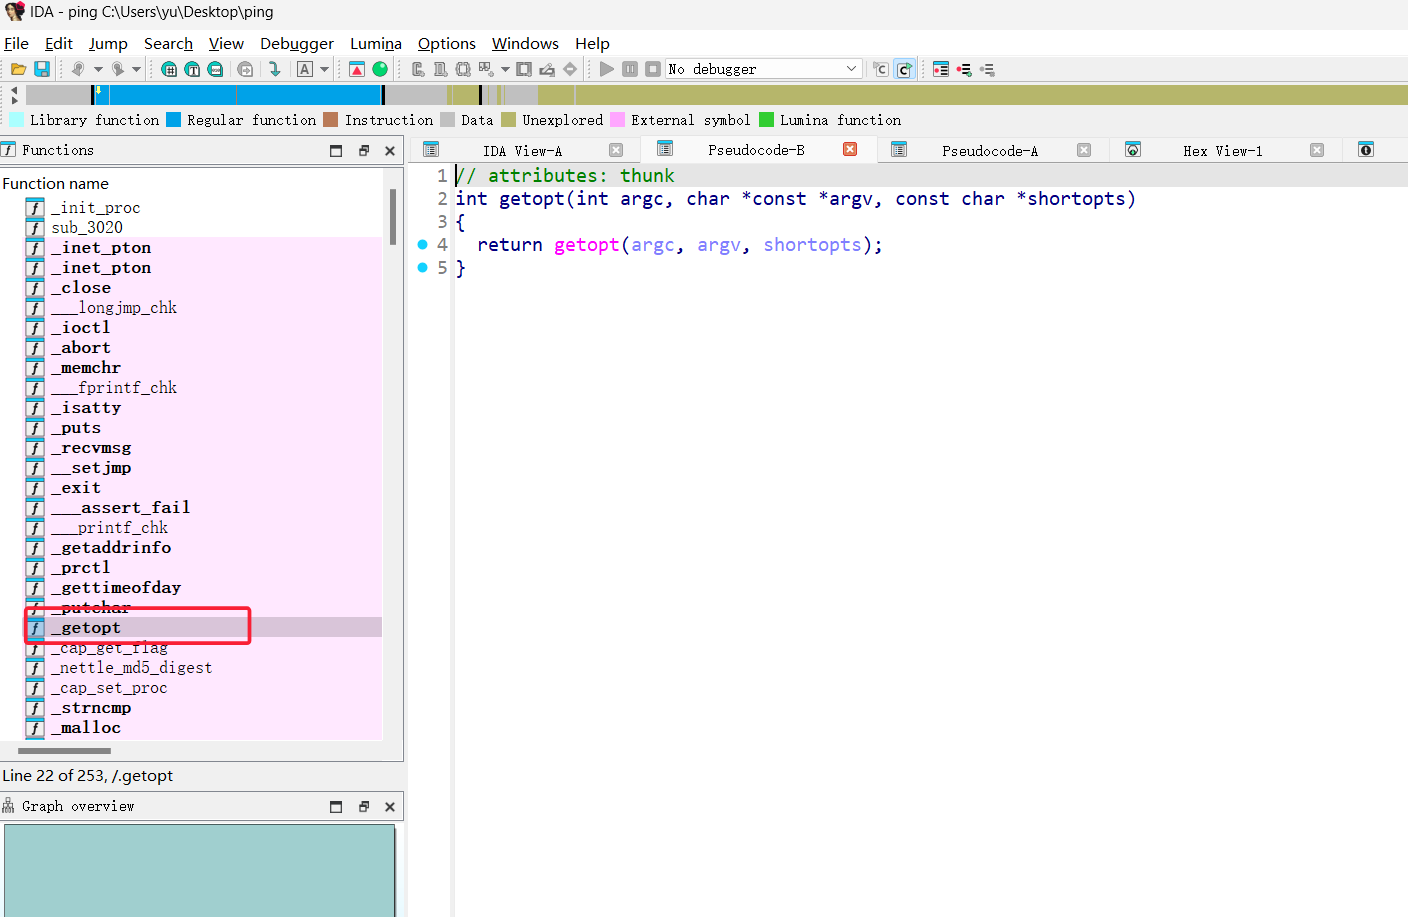 IDA - ping C:\Users\yu\Desktop\ping
File Edit Jump Search View Debugger Lumina Options Windows Help
No debugger
Library function Regular function Instruction Data Unexplored External symbol Lumina function
Functions
IDA View-A Pseudocode-B Pseudocode-A Hex View-1
Function name
_init_proc
sub_3020
_inet_pton
_inet_pton
_close
___longjmp_chk
_ioctl
_abort
_memchr
___fprintf_chk
_isatty
_puts
_recvmsg
__setjmp
_exit
___assert_fail
___printf_chk
_getaddrinfo
_prctl
_gettimeofday
_putchar
_getopt
_cap_get_flag
_nettle_md5_digest
_cap_set_proc
_strncmp
_malloc
Line 22 of 253, /.getopt
Graph overview
1 // attributes: thunk
2 int getopt(int argc, char *const *argv, const char *shortopts)
3 {
4 return getopt(argc, argv, shortopts);
5 }